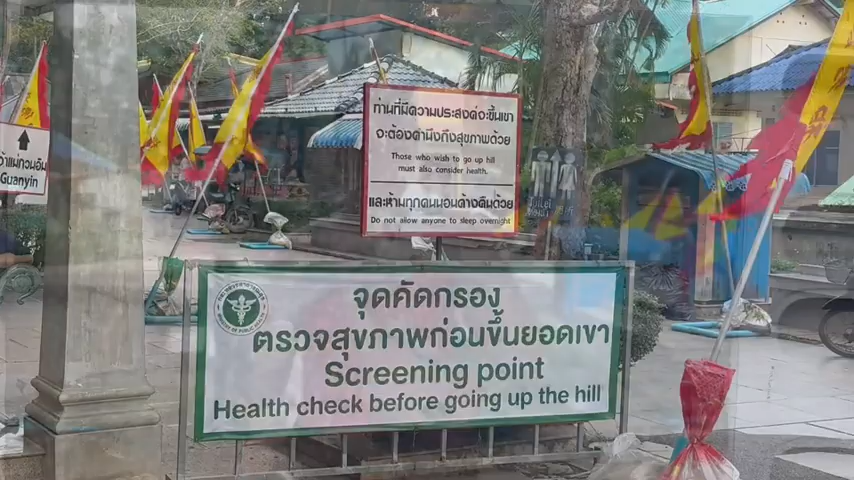 ท่านที่มีความประสงค์จะขึ้นเขา
จะต้องคำนึงถึงสุขภาพด้วย
Those who wish to go up hill
must also consider health.
และห้ามทุกคนนอนค้างคืนด้วย
Do not allow anyone to sleep overnight
Guanyin
จุดคัดกรอง
ตรวจสุขภาพก่อนขึ้นยอดเขา
Screening point
Health check before going up the hill